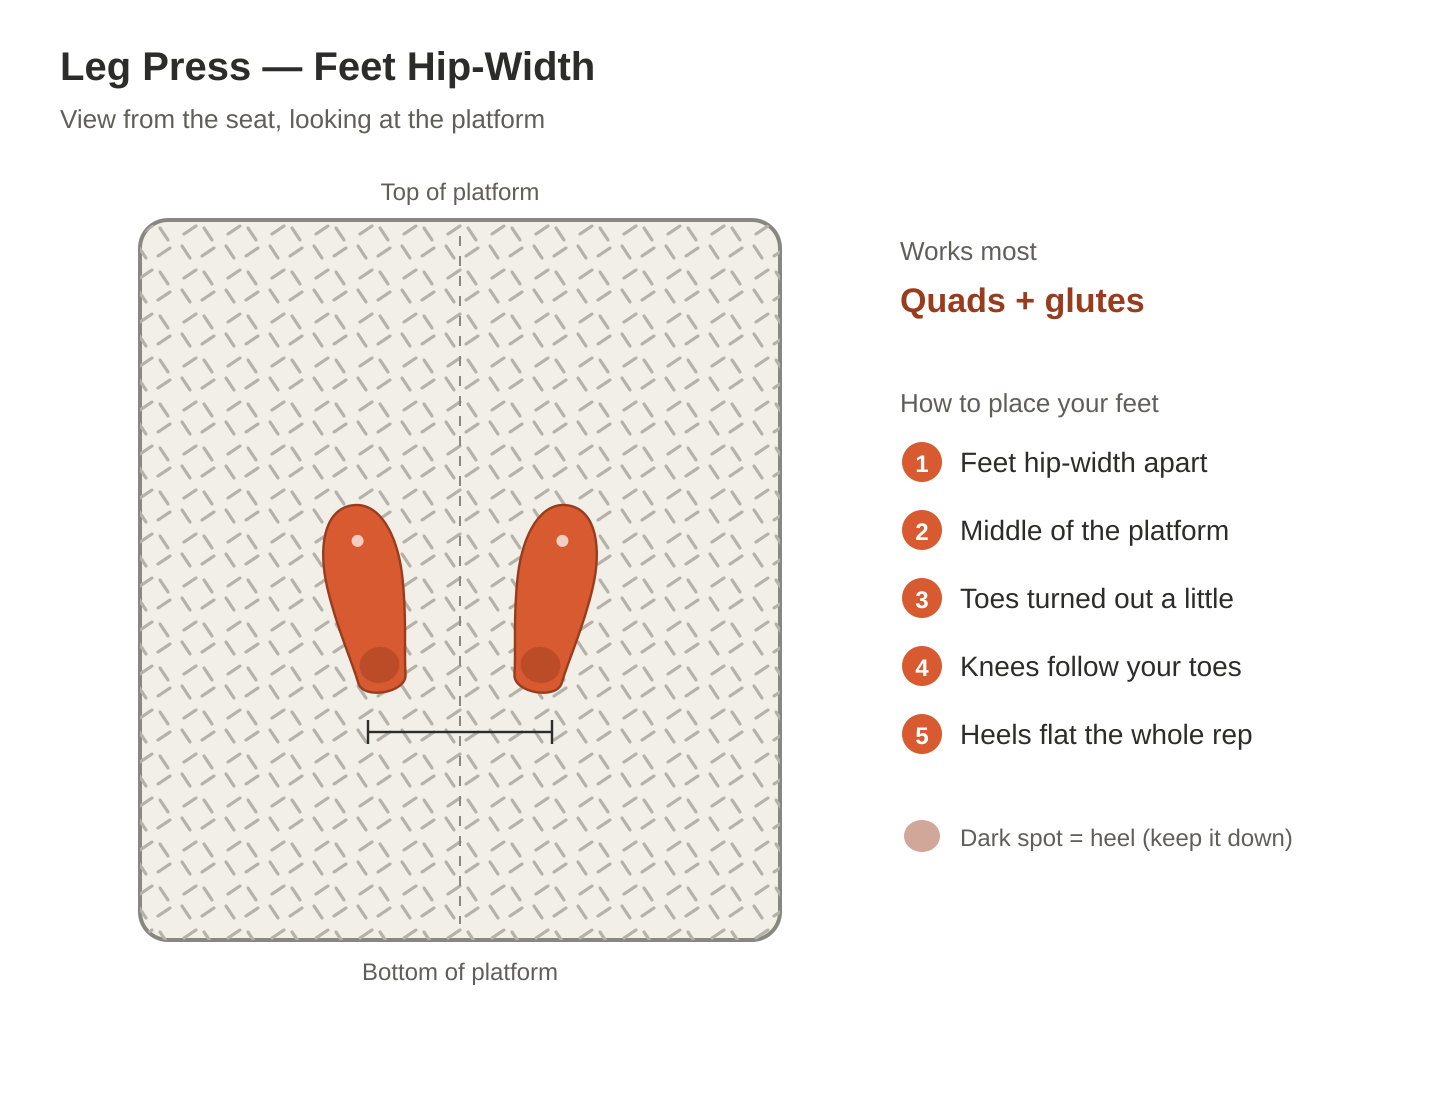 Leg Press — Feet Hip-Width
View from the seat, looking at the platform
Top of platform
Bottom of platform
Works most
Quads + glutes
How to place your feet
1 Feet hip-width apart
2 Middle of the platform
3 Toes turned out a little
4 Knees follow your toes
5 Heels flat the whole rep
Dark spot = heel (keep it down)